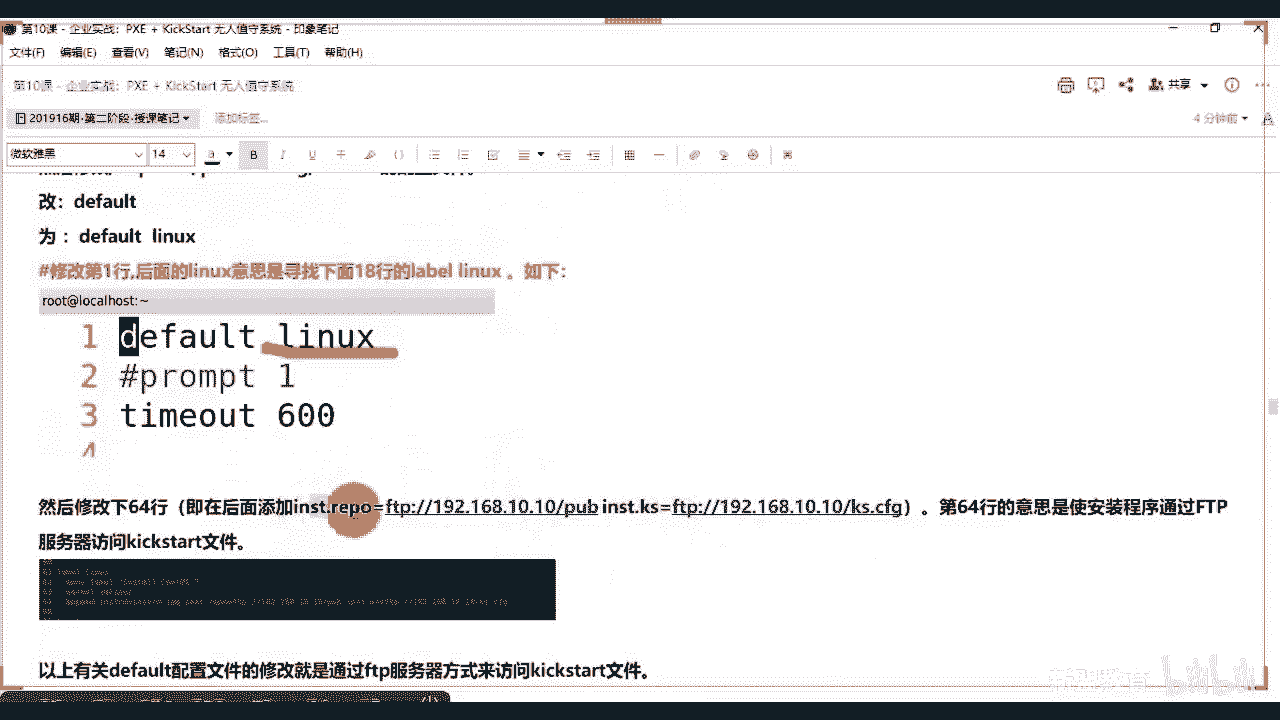 第10课 - 企业实战：PXE + KickStart 无人值守系统 - 印象笔记
文件(F) 编辑(E) 查看(V) 笔记(N) 格式(O) 工具(T) 帮助(H)
第10课 - 企业实战：PXE + KickStart 无人值守系统
共享
201916期·第二阶段·授课笔记
添加标签...
4 分钟前
微软雅黑 14
改：default
为 ：default linux
#修改第1行,后面的linux意思是寻找下面18行的label linux 。如下：
root@localhost:~
1 default linux
2 #prompt 1
3 timeout 600
4
然后修改下64行（即在后面添加inst.repo=ftp://192.168.10.10/pub inst.ks=ftp://192.168.10.10/ks.cfg）。第64行的意思是使安装程序通过FTP
服务器访问kickstart文件。
以上有关default配置文件的修改就是通过ftp服务器方式来访问kickstart文件。